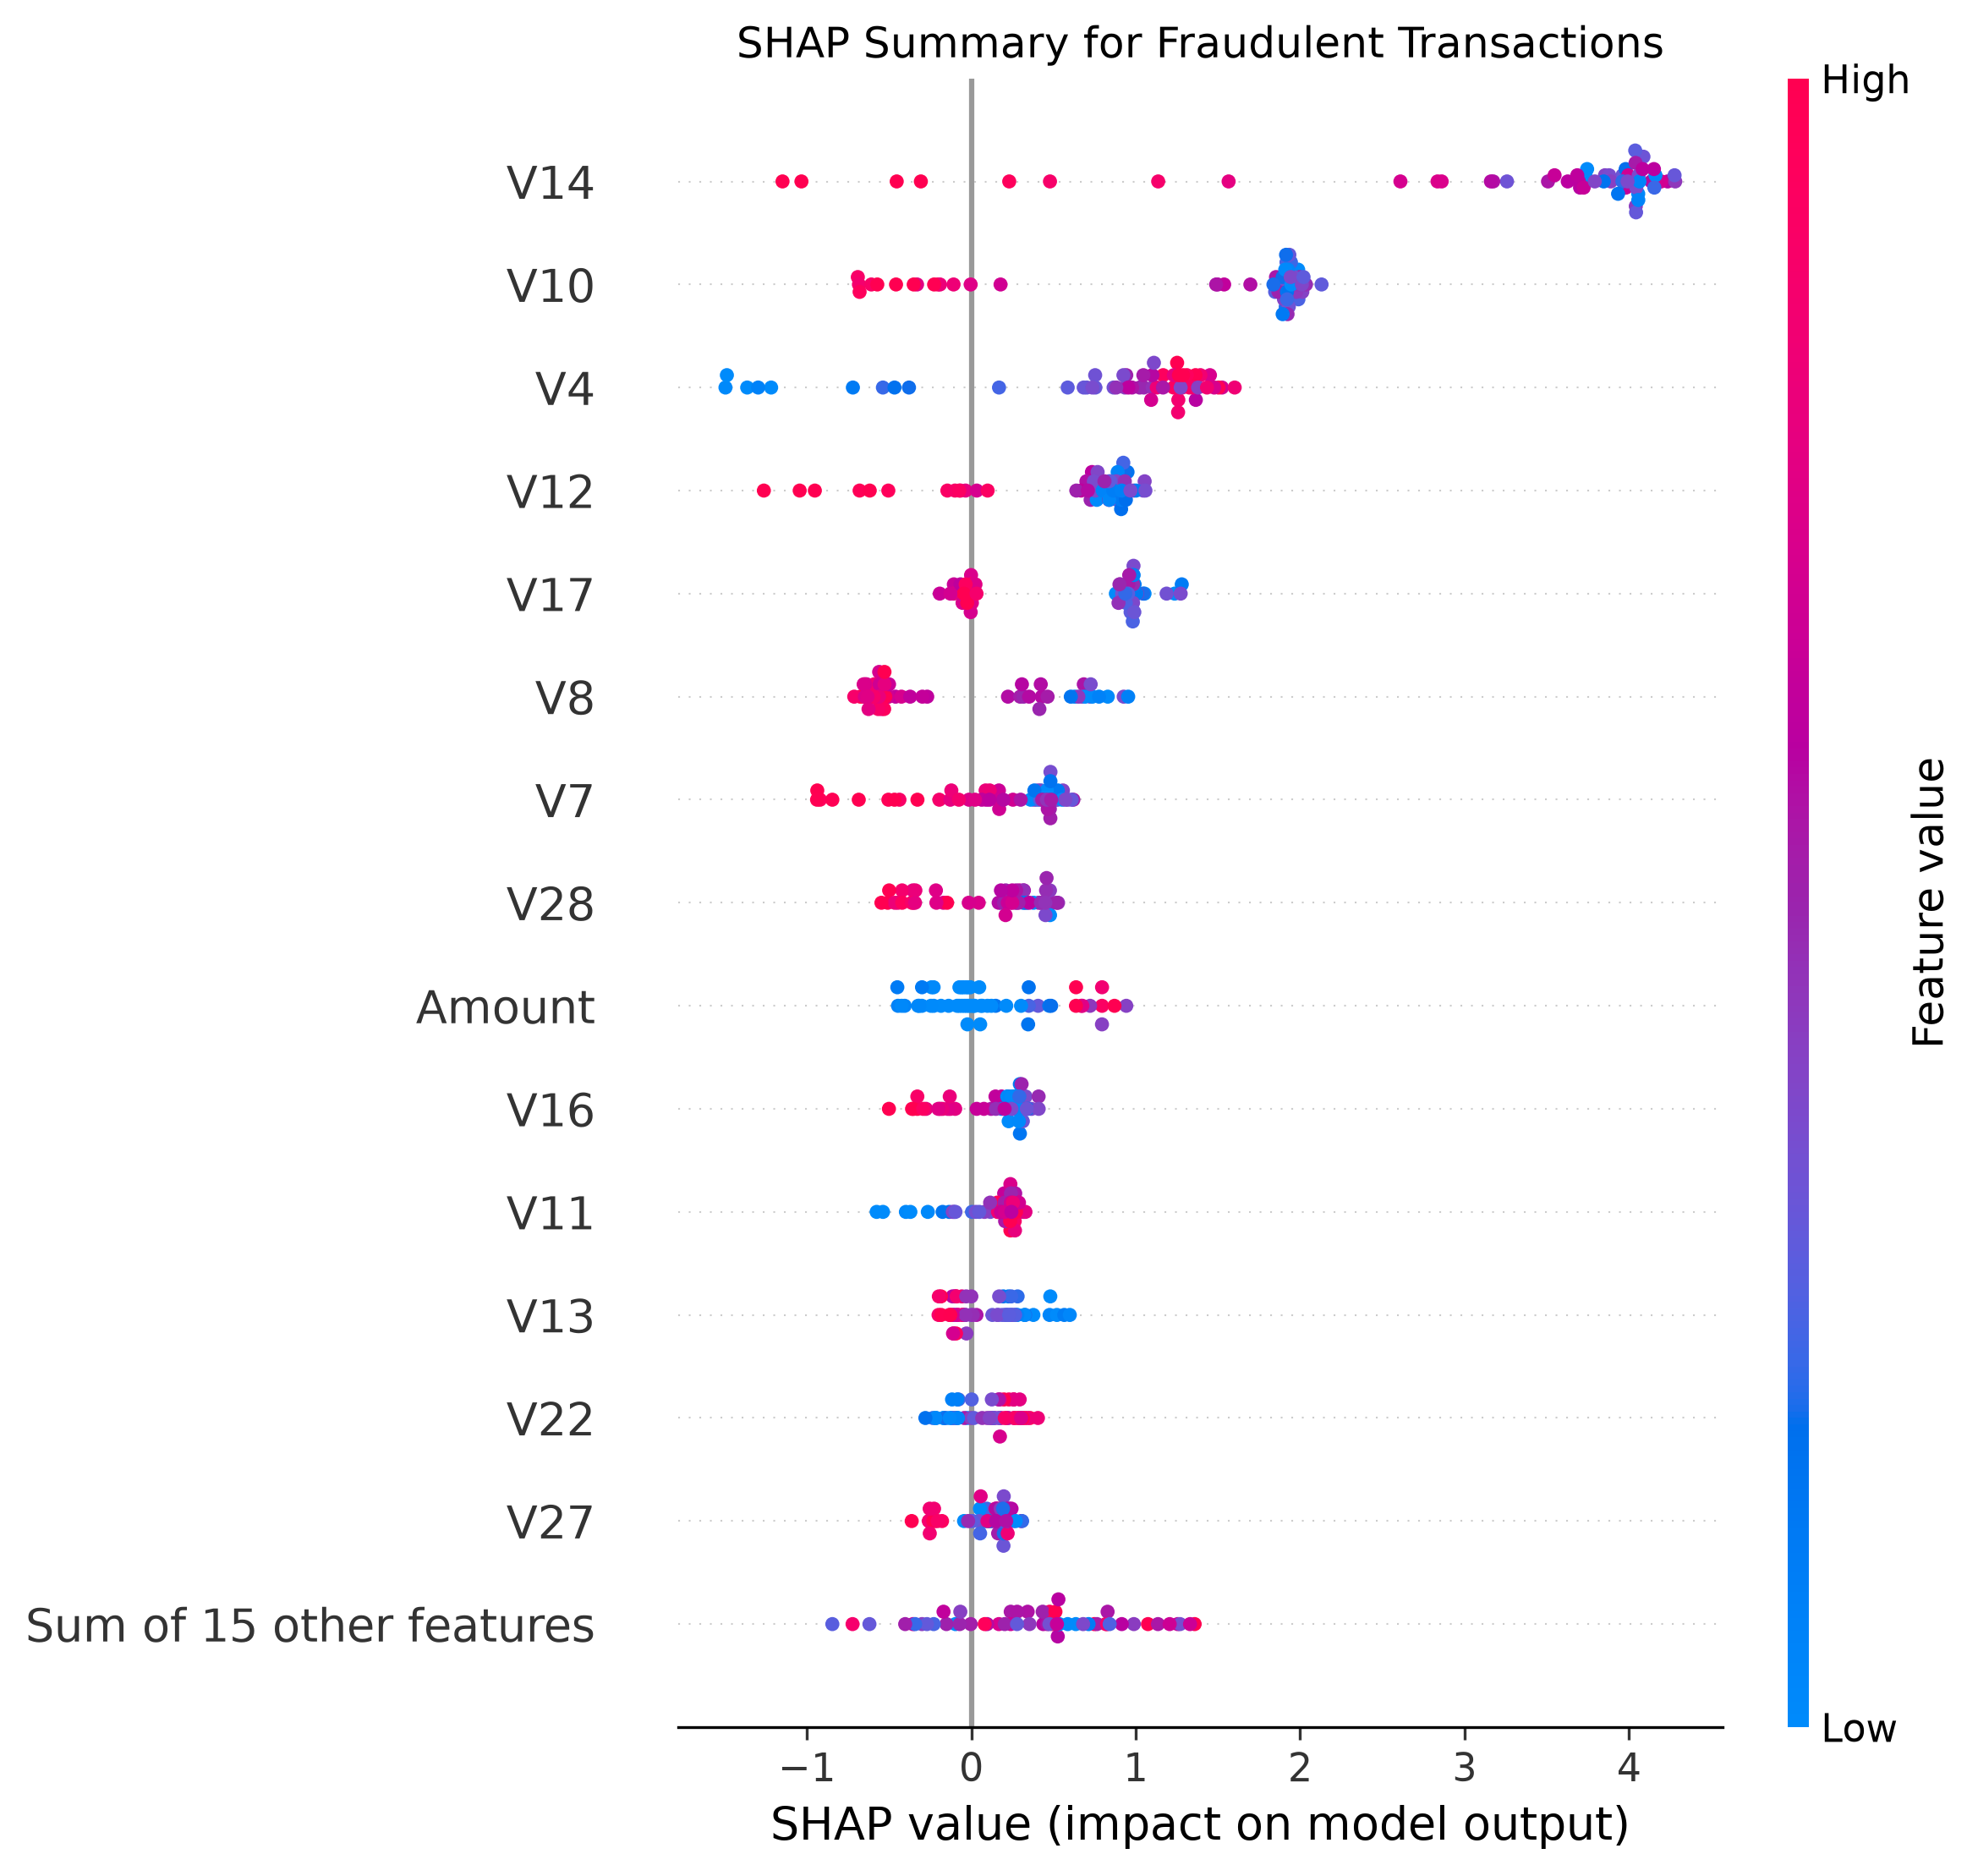 SHAP Summary for Fraudulent Transactions
High
V14
V10
V4
V12
V17
V8
V7
V28
Amount
V16
V11
V13
V22
V27
Sum of 15 other features
Feature value
Low
−1 0 1 2 3 4
SHAP value (impact on model output)